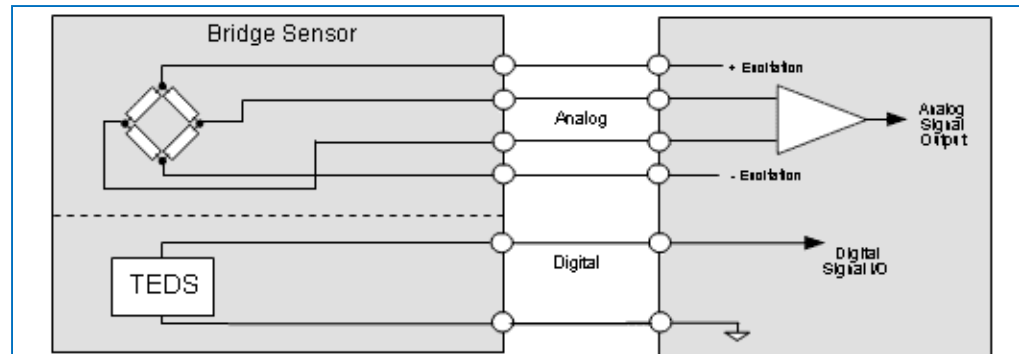 Bridge Sensor
+ Excitation
Analog
Analog
Signal
Output
- Excitation
TEDS
Digital
Digital
Signal I/O